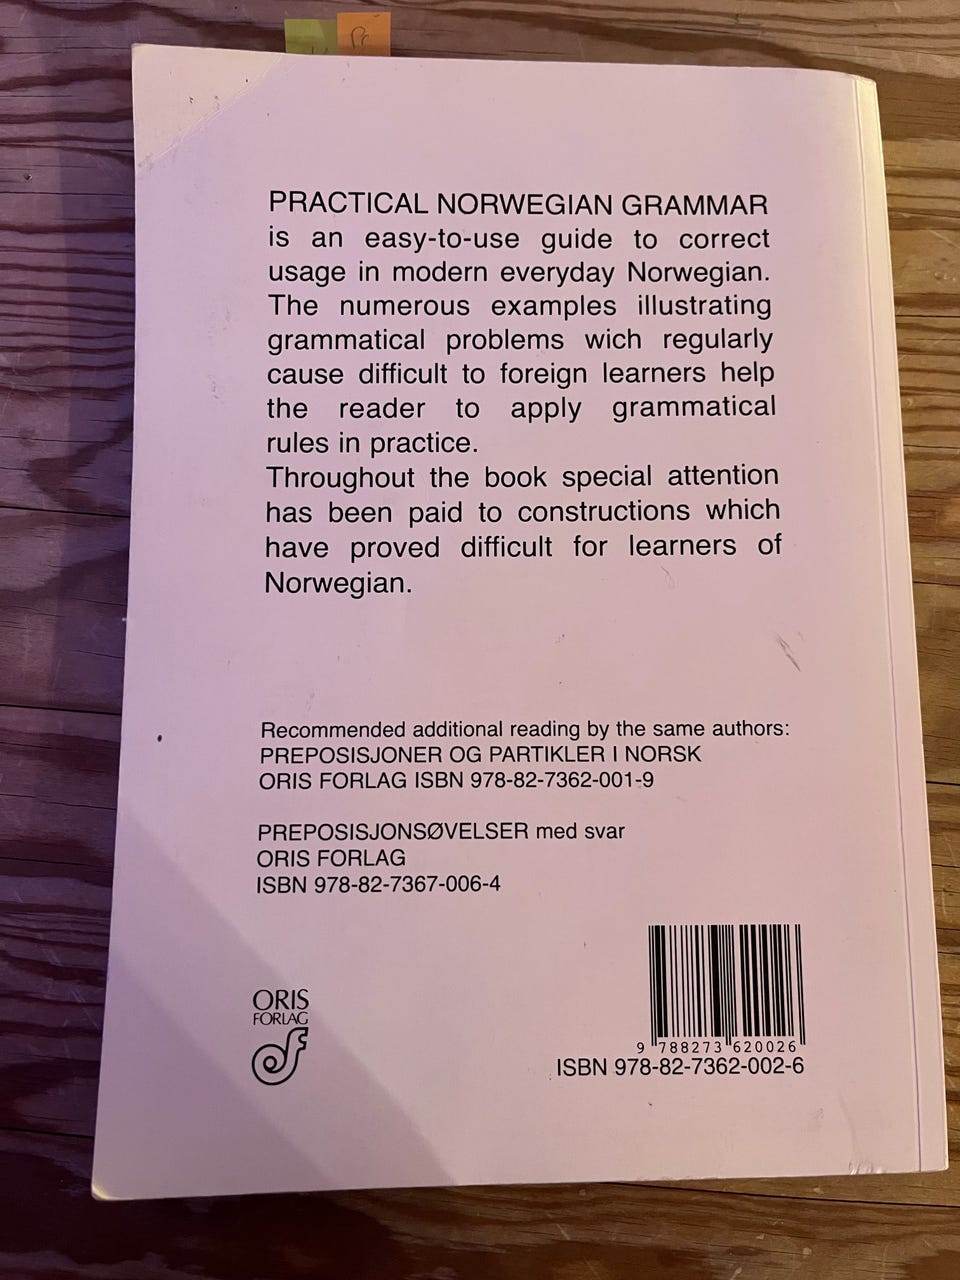 PRACTICAL NORWEGIAN GRAMMAR
is an easy-to-use guide to correct
usage in modern everyday Norwegian.
The numerous examples illustrating
grammatical problems wich regularly
cause difficult to foreign learners help
the reader to apply grammatical
rules in practice.
Throughout the book special attention
has been paid to constructions which
have proved difficult for learners of
Norwegian.
Recommended additional reading by the same authors:
PREPOSISJONER OG PARTIKLER I NORSK
ORIS FORLAG ISBN 978-82-7362-001-9
PREPOSISJONSØVELSER med svar
ORIS FORLAG
ISBN 978-82-7367-006-4
ORIS
FORLAG
9 788273 620026
ISBN 978-82-7362-002-6